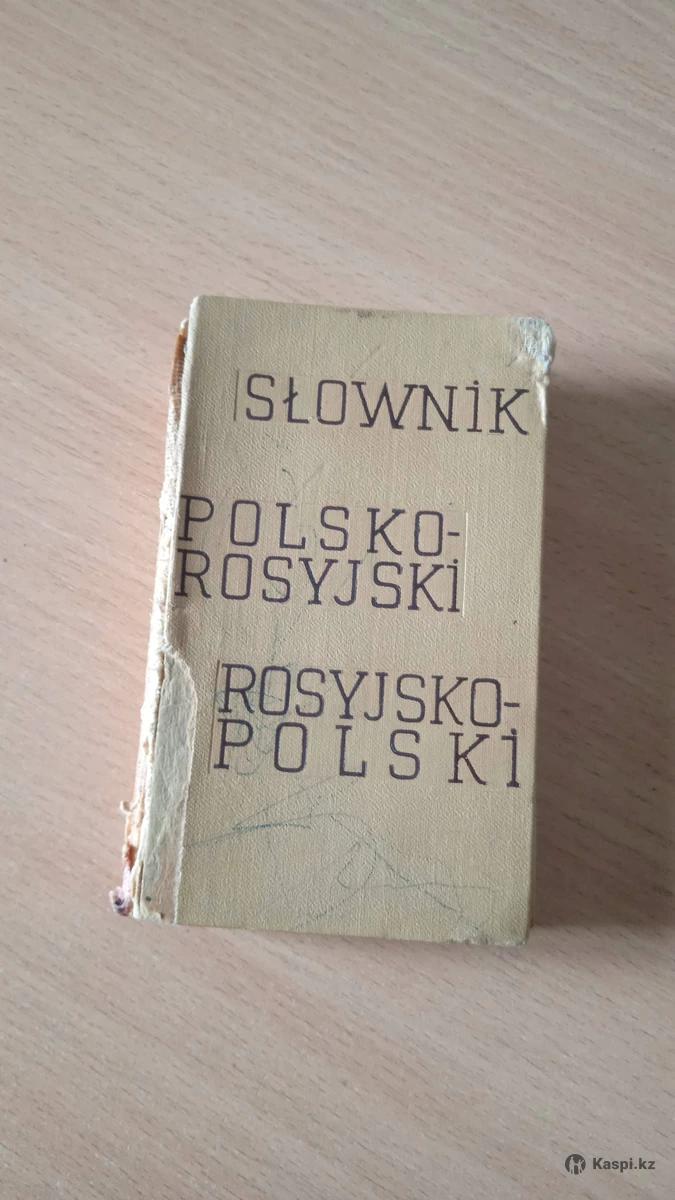 SŁOWNIK
POLSKO-
ROSYJSKI
ROSYJSKO-
POLSKI
Kaspi.kz